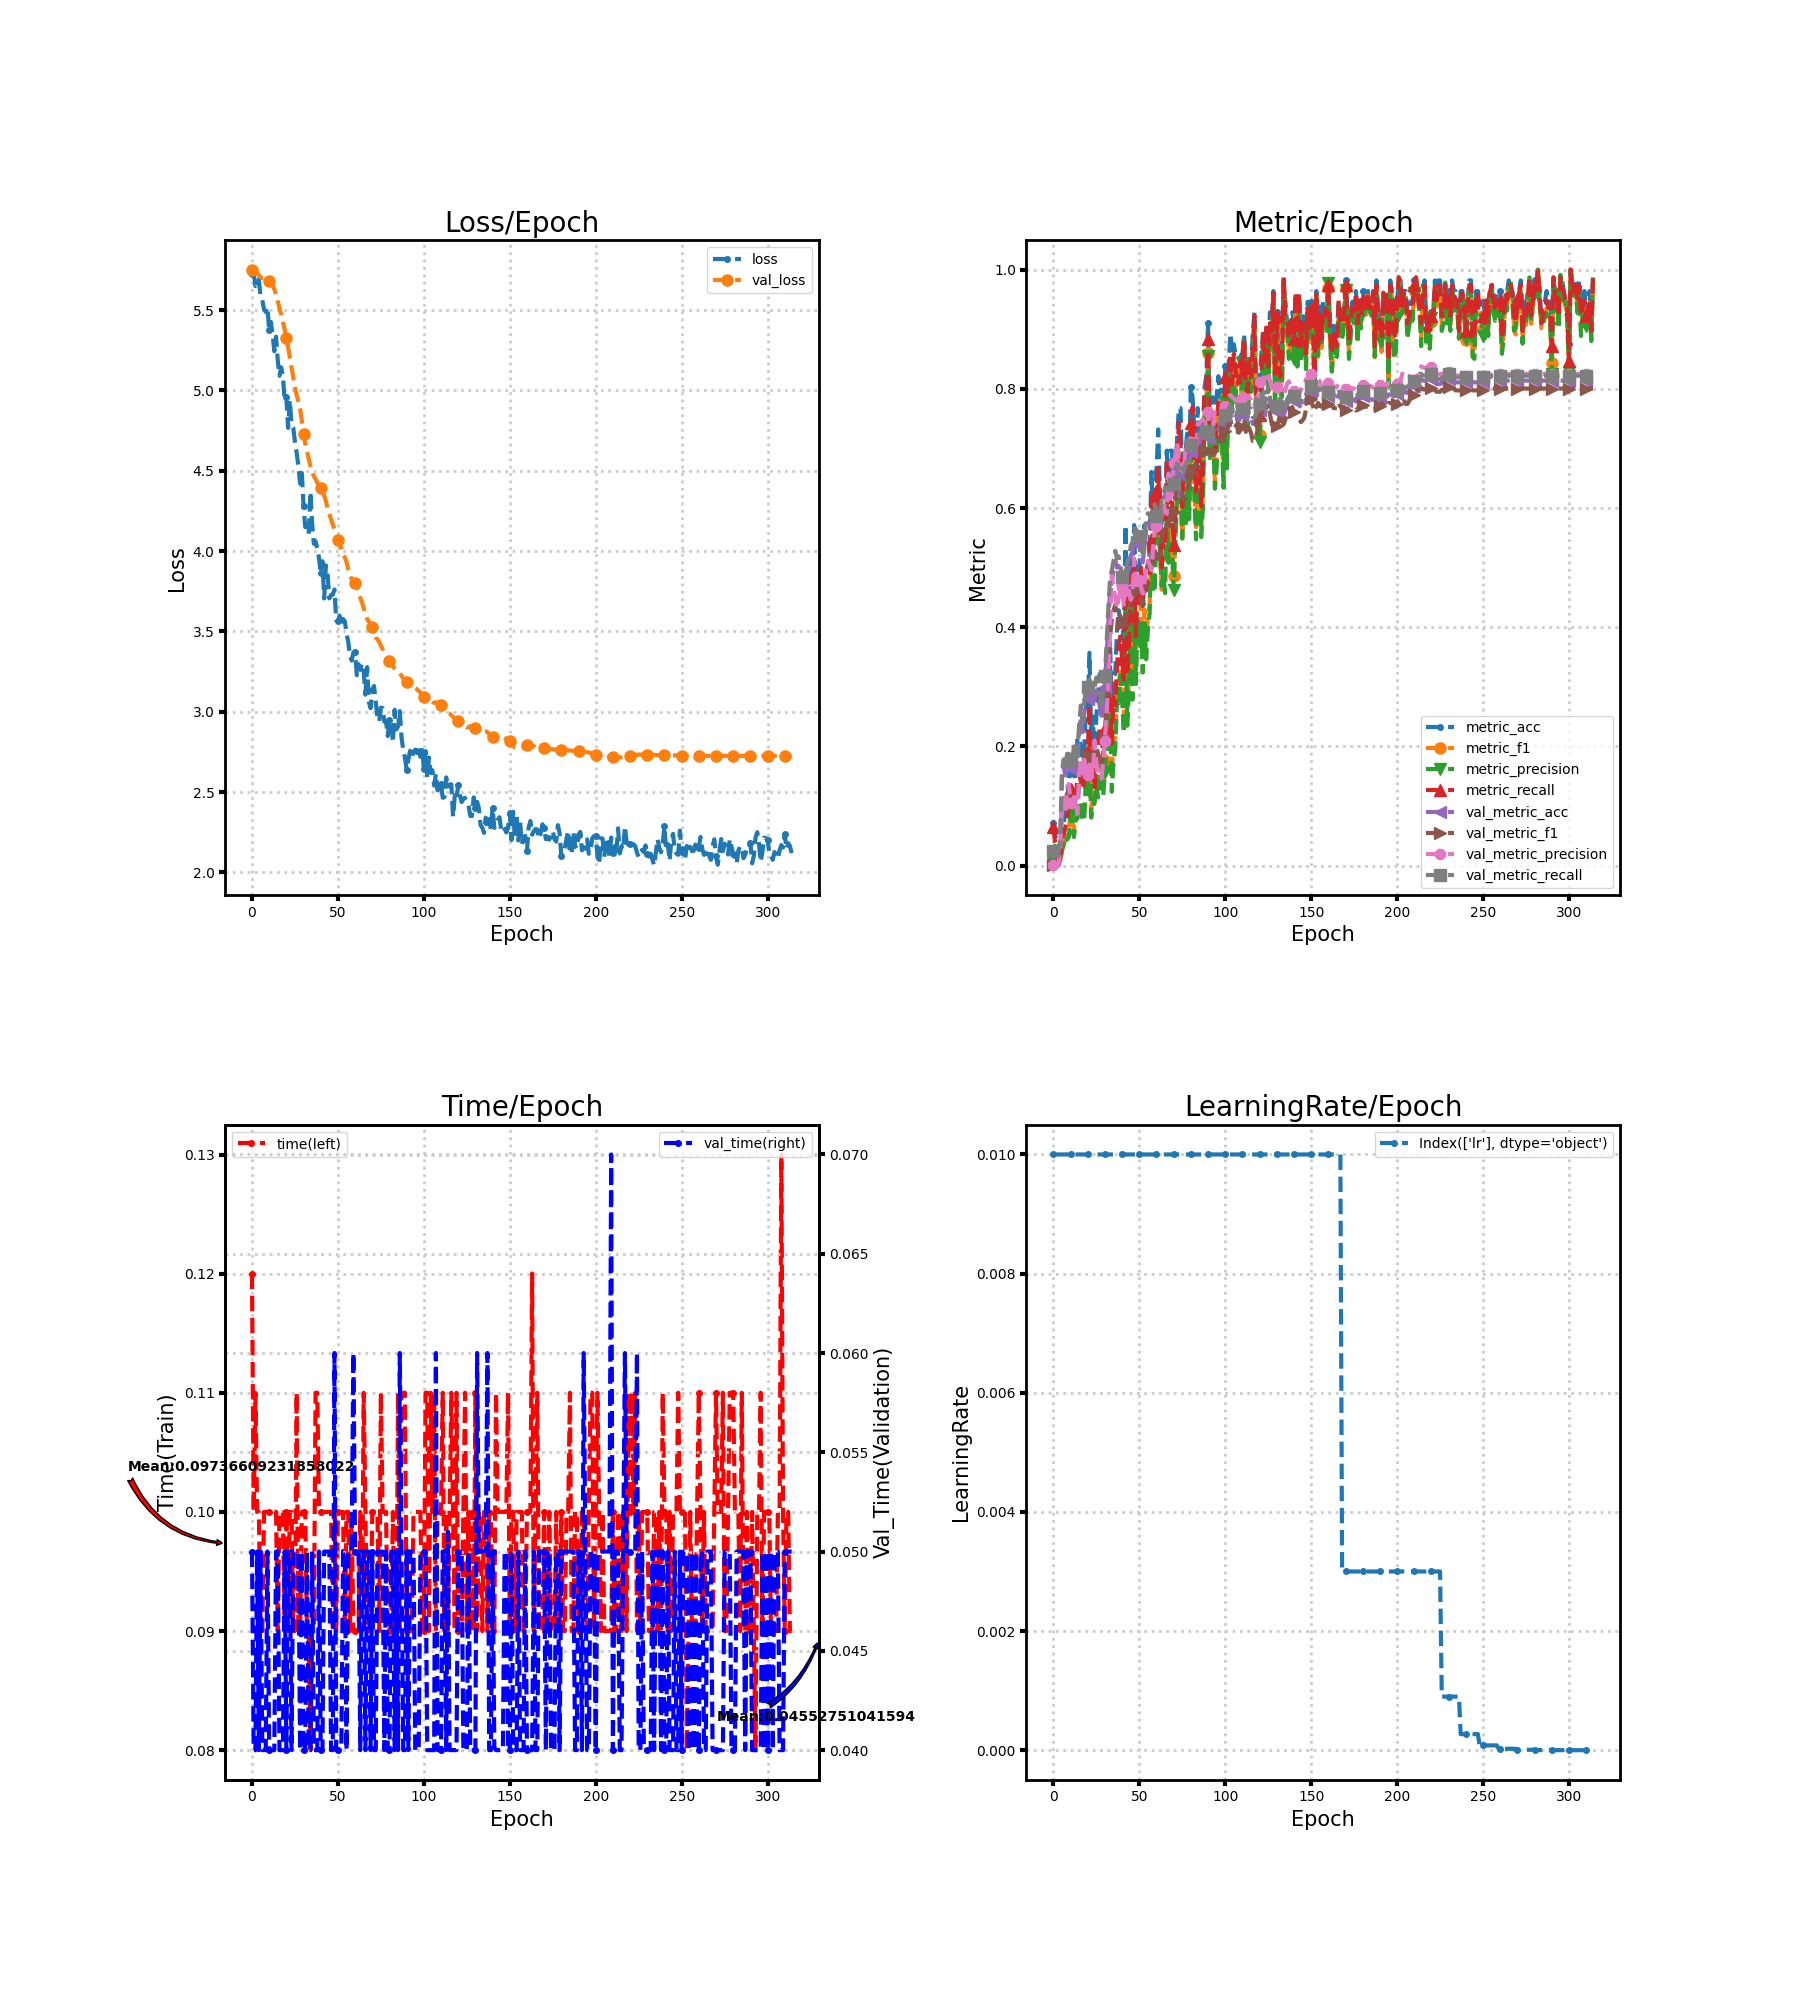 Loss/Epoch
loss
val_loss
5.5
5.0
4.5
4.0
3.5
3.0
2.5
2.0
Loss
0
50
100
150
200
250
300
Epoch
Metric/Epoch
1.0
0.8
0.6
0.4
0.2
0.0
Metric
metric_acc
metric_f1
metric_precision
metric_recall
val_metric_acc
val_metric_f1
val_metric_precision
val_metric_recall
0
50
100
150
200
250
300
Epoch
Time/Epoch
time(left)
val_time(right)
0.13
0.12
0.11
0.10
0.09
0.08
Time(Train)
Mean:0.09736609231858022
0.070
0.065
0.060
0.055
0.050
0.045
0.040
Val_Time(Validation)
Mean:0.04552751041594
0
50
100
150
200
250
300
Epoch
LearningRate/Epoch
Index(['lr'], dtype='object')
0.010
0.008
0.006
0.004
0.002
0.000
LearningRate
0
50
100
150
200
250
300
Epoch